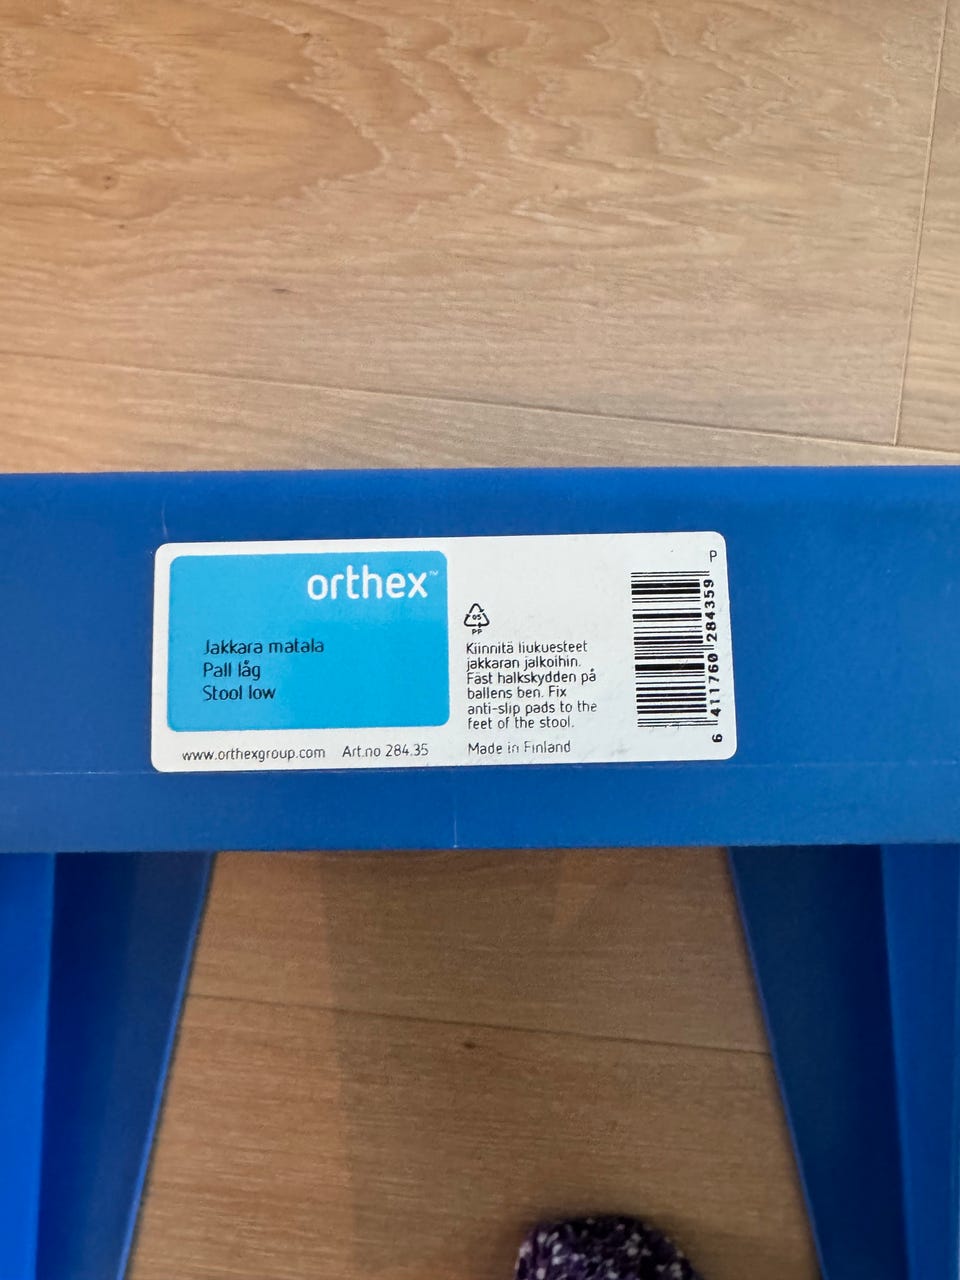 orthex™
Jakkara matala
Pall låg
Stool low
www.orthexgroup.com Art.no 284.35
05
PP
Kiinnitä liukuesteet
jakkaran jalkoihin.
Fäst halkskydden på
ballens ben. Fix
anti-slip pads to the
feet of the stool.
Made in Finland
P
6 411760 284359